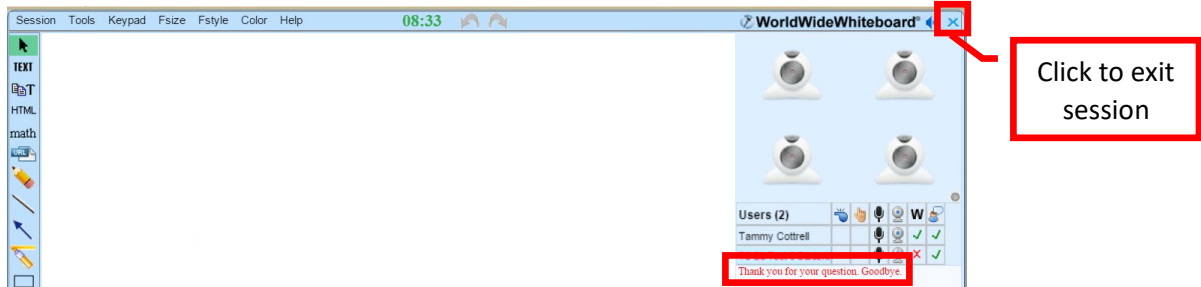 Session Tools Keypad Fsize Fstyle Color Help 08:33 WorldWideWhiteboard®
TEXT
T
HTML
math
URL
Click to exit
session
Users (2) W
Tammy Cottrell
Thank you for your question. Goodbye.